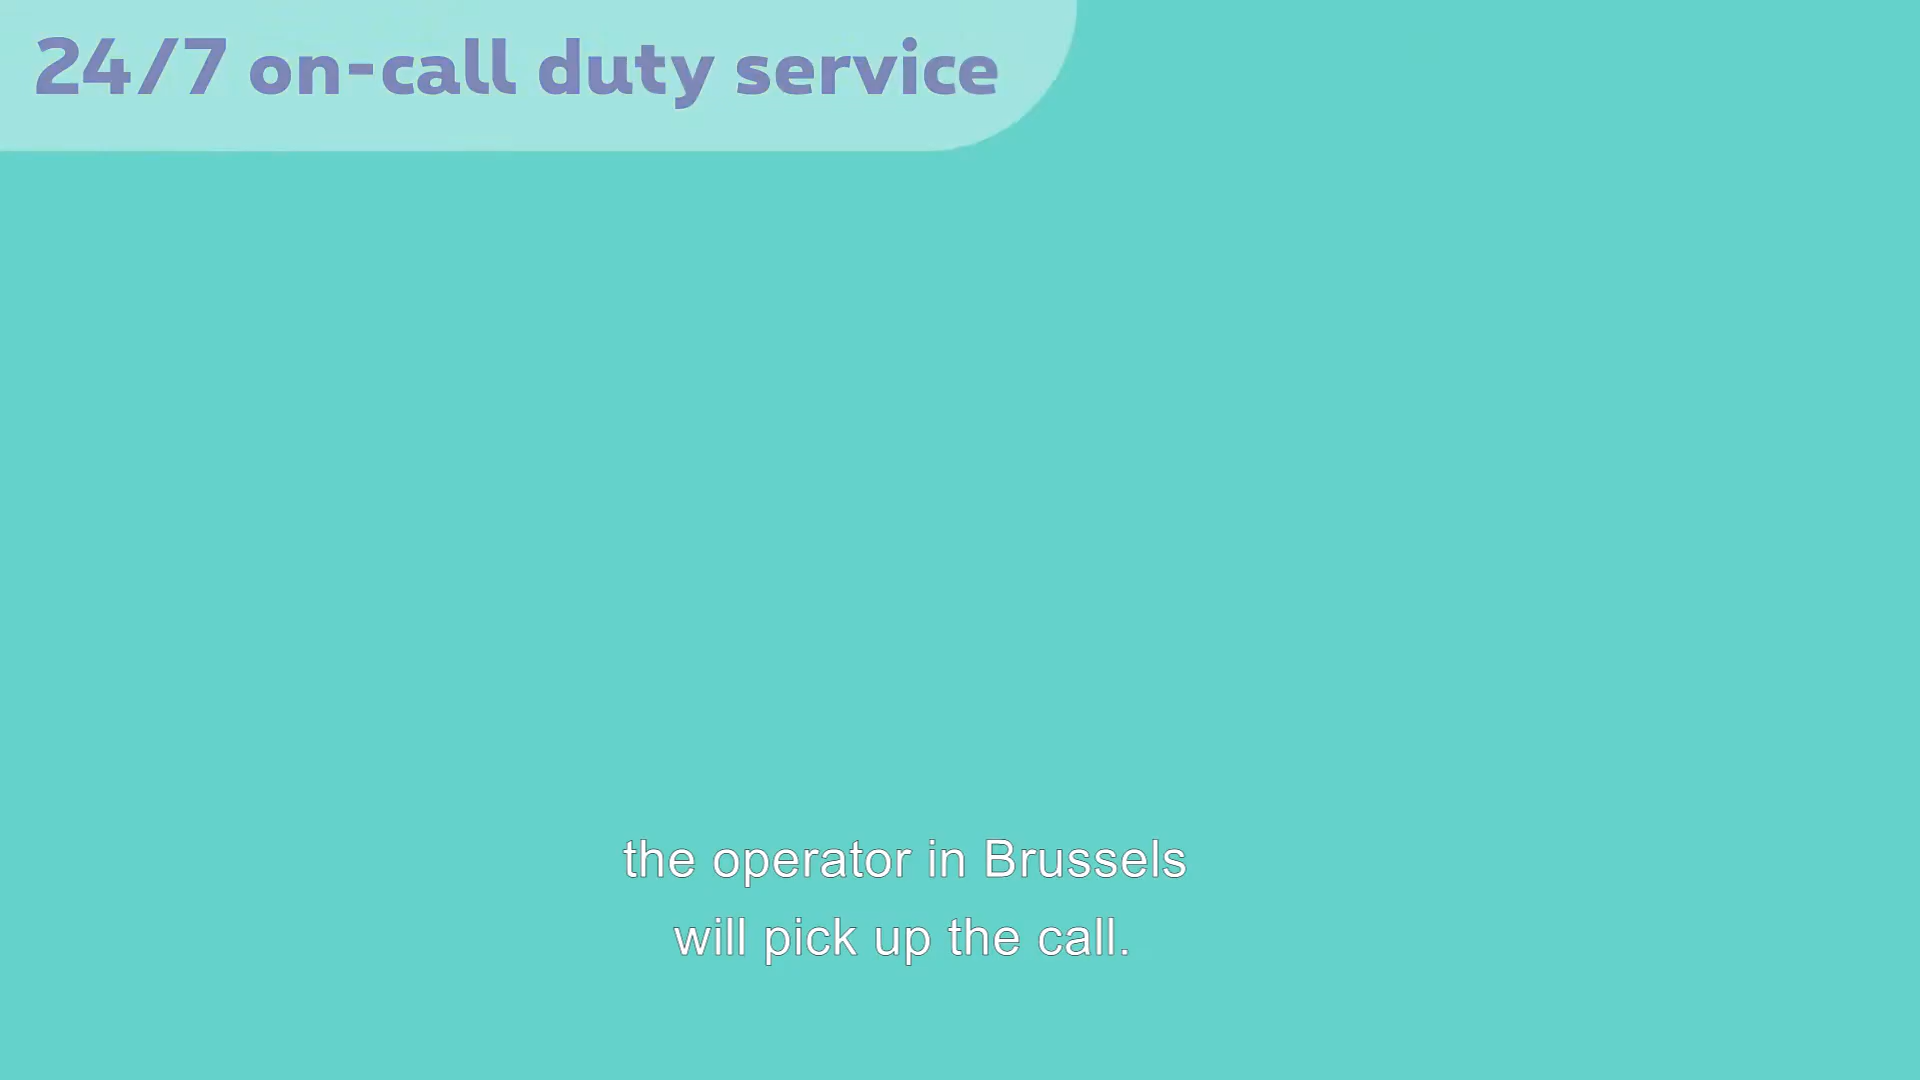 24/7 on-call duty service
the operator in Brussels
will pick up the call.